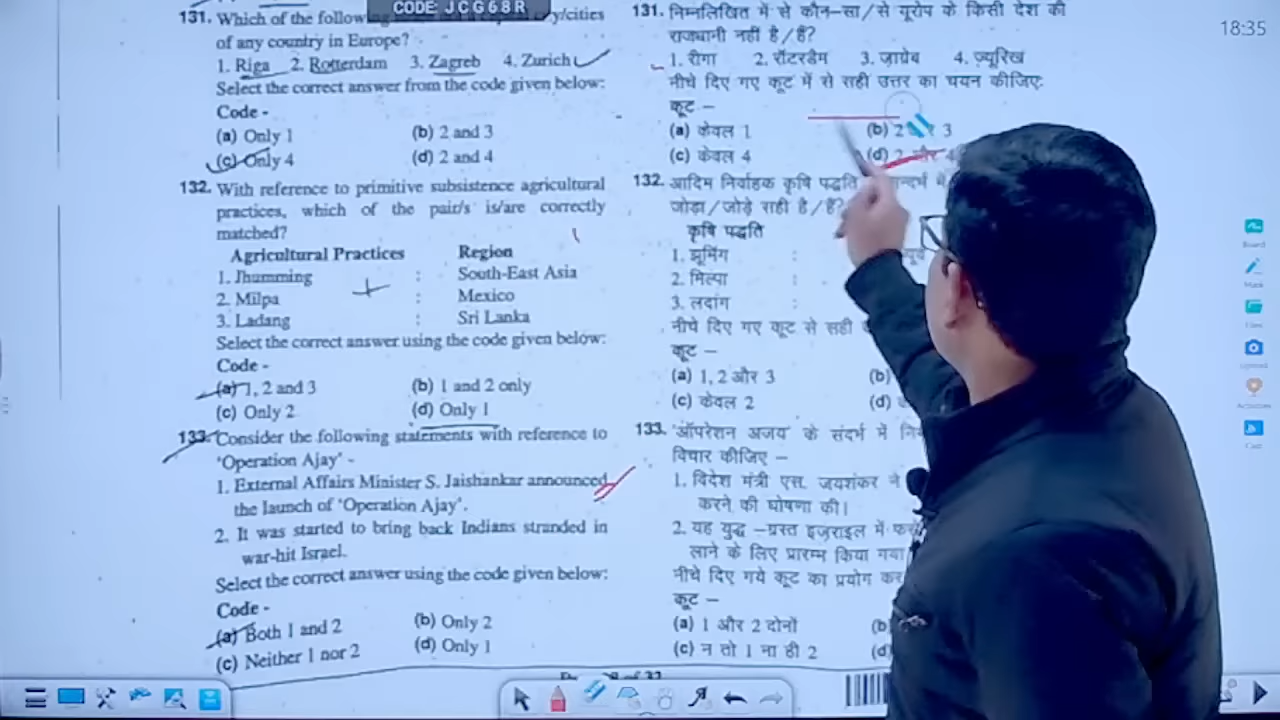 CODE: J C G 6 8 R
18:35
131. Which of the following y/cities
of any country in Europe?
1. Riga 2. Rotterdam 3. Zagreb 4. Zurich
Select the correct answer from the code given below:
Code -
(a) Only 1 (b) 2 and 3
(c) Only 4 (d) 2 and 4
132. With reference to primitive subsistence agricultural
practices, which of the pair/s is/are correctly
matched?
Agricultural Practices Region
1. Jhumming : South-East Asia
2. Milpa : Mexico
3. Ladang : Sri Lanka
Select the correct answer using the code given below:
Code -
(a) 1, 2 and 3 (b) 1 and 2 only
(c) Only 2 (d) Only 1
133. Consider the following statements with reference to
'Operation Ajay' -
1. External Affairs Minister S. Jaishankar announced
the launch of 'Operation Ajay'.
2. It was started to bring back Indians stranded in
war-hit Israel.
Select the correct answer using the code given below:
Code -
(a) Both 1 and 2 (b) Only 2
(c) Neither 1 nor 2 (d) Only 1
131. निम्नलिखित में से कौन-सा/से यूरोप के किसी देश की
राजधानी नहीं है/हैं?
1. रीगा 2. रॉटरडैम 3. ज़ाग्रेब 4. ज़्यूरिख
नीचे दिए गए कूट में से सही उत्तर का चयन कीजिए:
कूट –
(a) केवल 1 (b) 2 3
(c) केवल 4 (d) 2 और 4
132. आदिम निर्वाहक कृषि पद्धति
जोड़ा/जोड़े सही है/हैं?
कृषि पद्धति
1. झूमिंग :
2. मिल्पा :
3. लदांग :
नीचे दिए गए कूट से सही
कूट –
(a) 1, 2 और 3 (b)
(c) केवल 2 (d)
133. 'ऑपरेशन अजय' के संदर्भ में
विचार कीजिए –
1. विदेश मंत्री एस. जयशंकर ने
करने की घोषणा की।
2. यह युद्ध –ग्रस्त इज़राइल में
लाने के लिए प्रारम्भ किया गया
नीचे दिए गये कूट का प्रयोग
कूट –
(a) 1 और 2 दोनों (b)
(c) न तो 1 ना ही 2 (d)